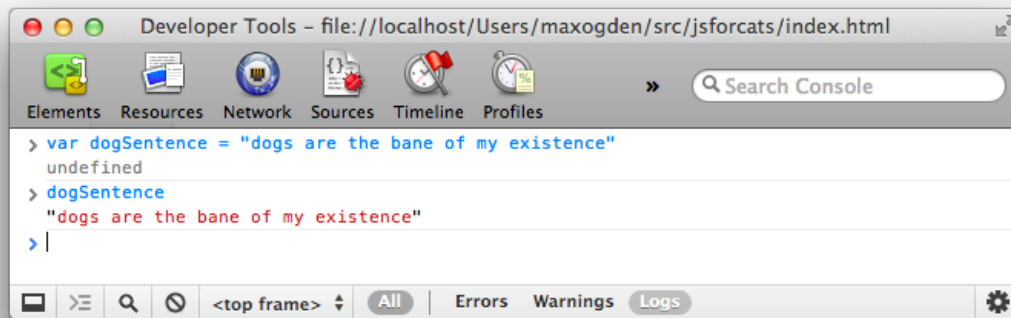 Developer Tools - file://localhost/Users/maxogden/src/jsforcats/index.html
Elements Resources Network Sources Timeline Profiles » Search Console
> var dogSentence = "dogs are the bane of my existence"
undefined
> dogSentence
"dogs are the bane of my existence"
>
<top frame> All Errors Warnings Logs